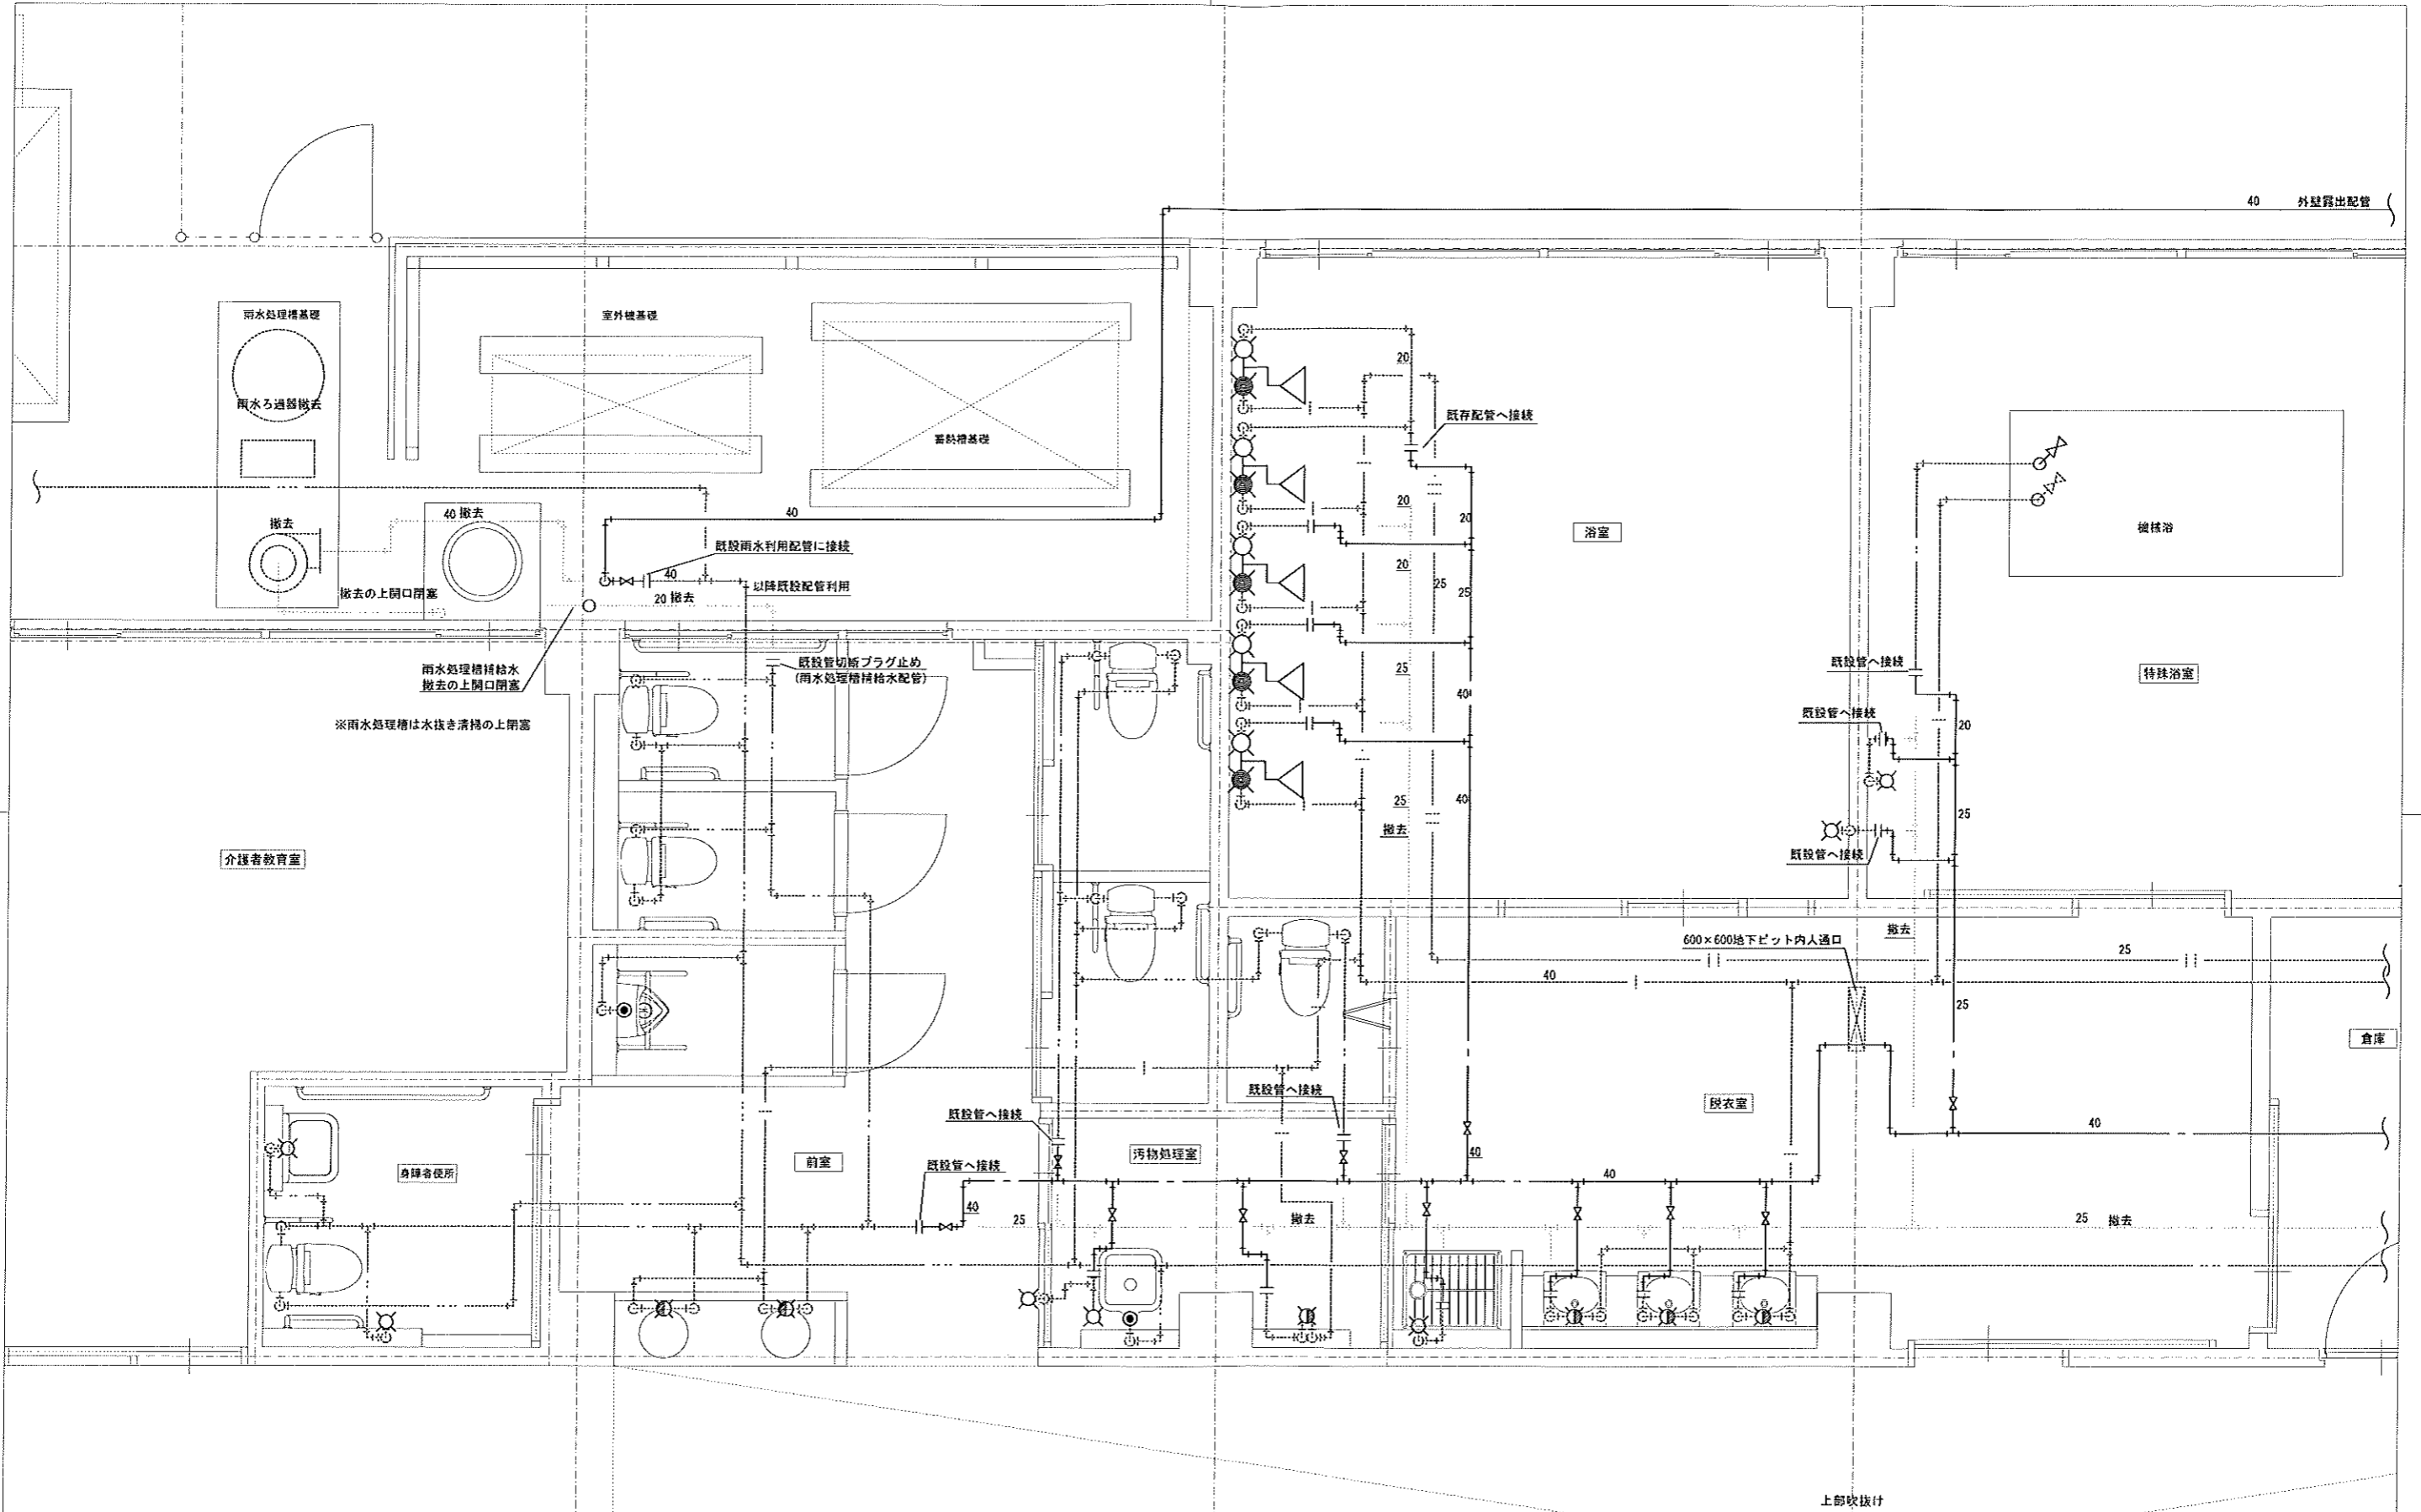 40 外壁露出配管
雨水処理槽基礎
室外機基礎
雨水ろ過器撤去
蓄熱槽基礎
20
既存配管へ接続
40 撤去
40
撤去
既設雨水利用配管に接続
40
20
20
浴室
機械浴
撤去の上開口閉塞
20 撤去
以降既設配管利用
20
25
25
雨水処理槽補給水
撤去の上開口閉塞
既設管切断プラグ止め
(雨水処理槽補給水配管)
25
40
既設管へ接続
特殊浴室
※雨水処理槽は水抜き清掃の上閉塞
既設管へ接続
20
25
40
撤去
25
介護者教育室
既設管へ接続
600×600地下ピット内人通口
撤去
25
40
25
倉庫
既設管へ接続
既設管へ接続
脱衣室
40
身障者便所
前室
既設管へ接続
汚物処理室
40
40
40
25
撤去
25 撤去
上部吹抜け